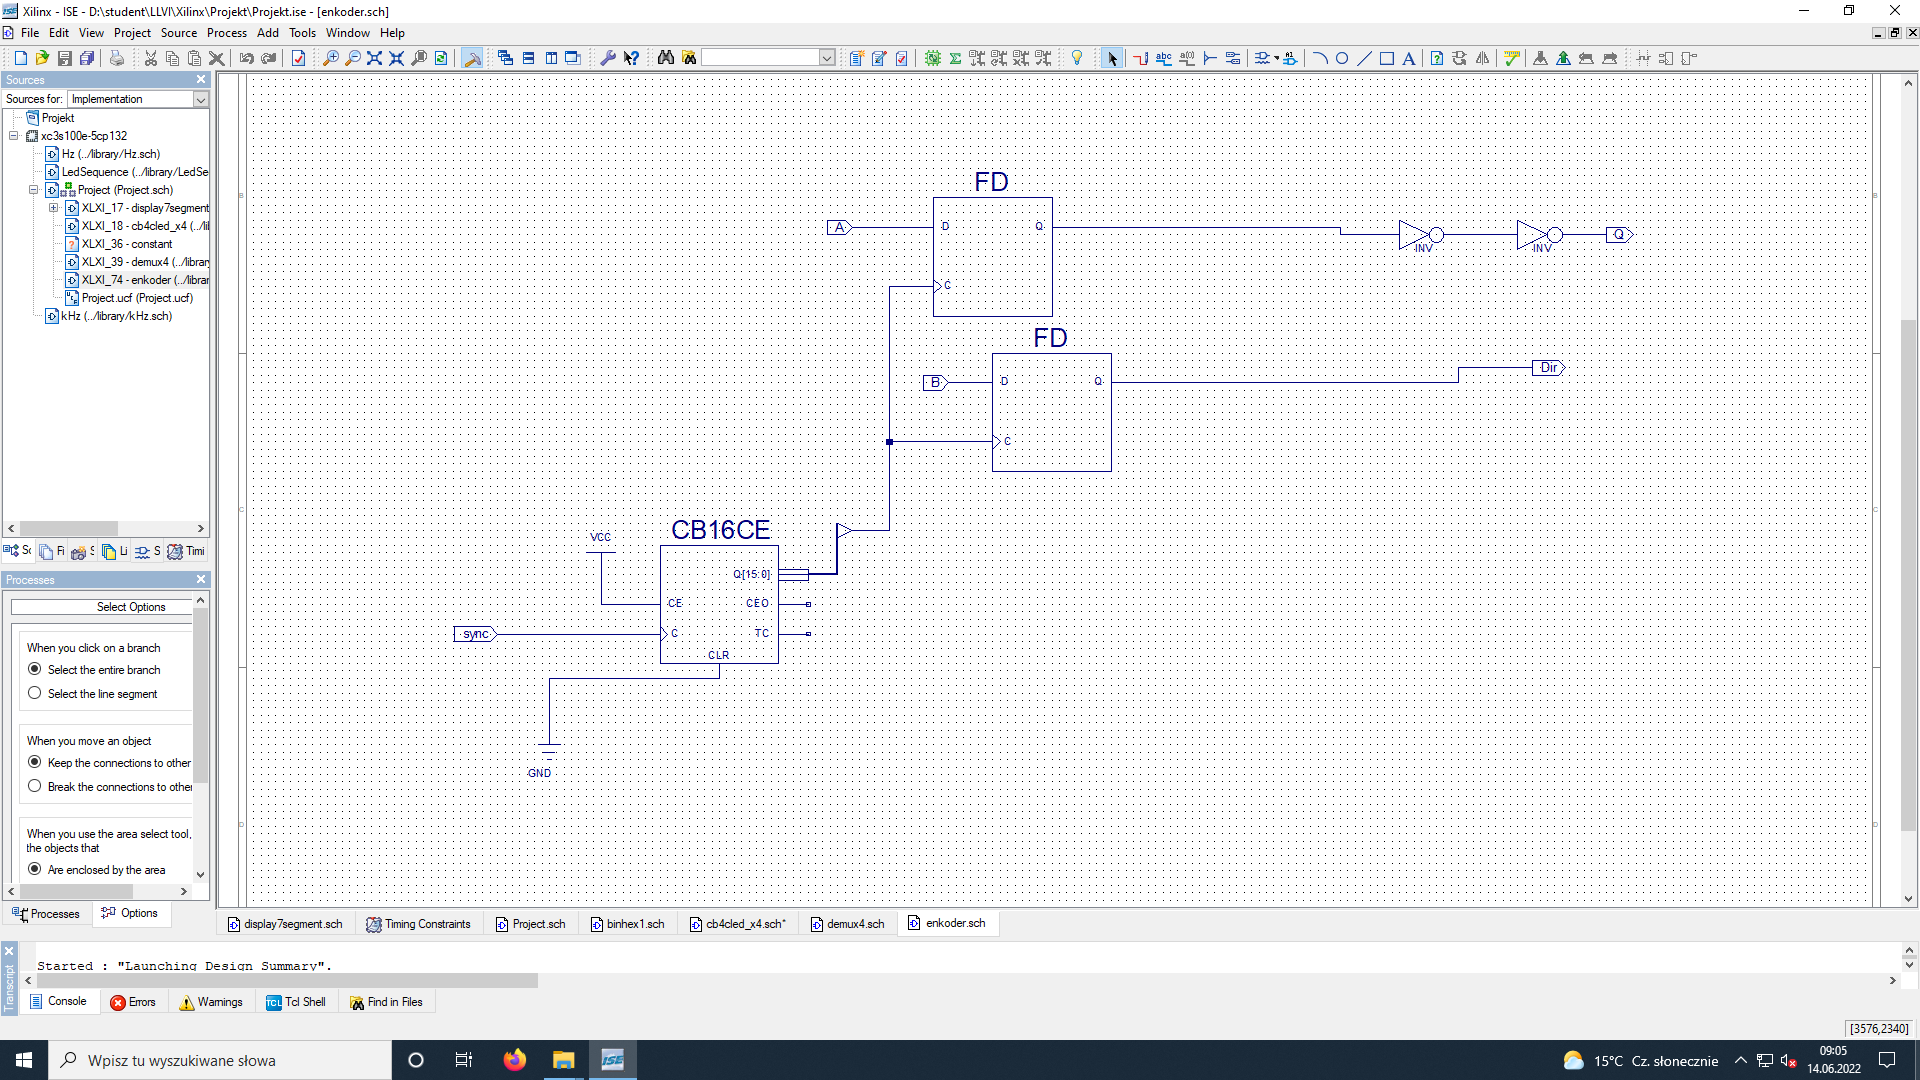 Xilinx - ISE - D:\student\LLVI\Xilinx\Projekt\Projekt.ise - [enkoder.sch]
File Edit View Project Source Process Add Tools Window Help
Sources
Sources for: Implementation
Projekt
xc3s100e-5cp132
Hz (../library/Hz.sch)
LedSequence (../library/LedSe
Project (Project.sch)
XLXI_17 - display7segment
XLXI_18 - cb4cled_x4 (../li
XLXI_36 - constant
XLXI_39 - demux4 (../library
XLXI_74 - enkoder (../librar
Project.ucf (Project.ucf)
kHz (../library/kHz.sch)
Sc Fi S Li S Timi
Processes
Select Options
When you click on a branch
Select the entire branch
Select the line segment
When you move an object
Keep the connections to other
Break the connections to other
When you use the area select tool,
the objects that
Are enclosed by the area
Processes Options
FD
A D Q INV INV Q
C
FD
B D Q Dir
C
CB16CE
VCC
Q[15:0]
CE CEO
sync C TC
CLR
GND
B B
C C
D D
display7segment.sch Timing Constraints Project.sch binhex1.sch cb4cled_x4.sch* demux4.sch enkoder.sch
Transcript
Started : "Launching Design Summary".
Console Errors Warnings TCL Tcl Shell Find in Files
[3576,2340]
Wpisz tu wyszukiwane słowa
ISE
15°C Cz. słonecznie
09:05
14.06.2022